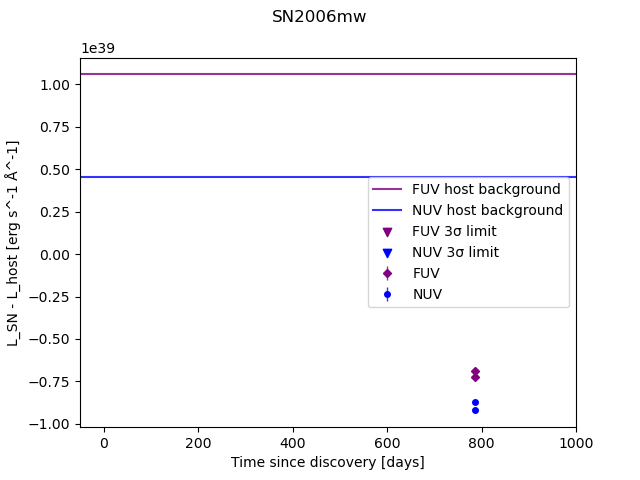 SN2006mw
1e39
1.00
0.75
0.50
0.25
0.00
−0.25
−0.50
−0.75
−1.00
L_SN - L_host [erg s^-1 Å^-1]
FUV host background
NUV host background
FUV 3σ limit
NUV 3σ limit
FUV
NUV
0 200 400 600 800 1000
Time since discovery [days]